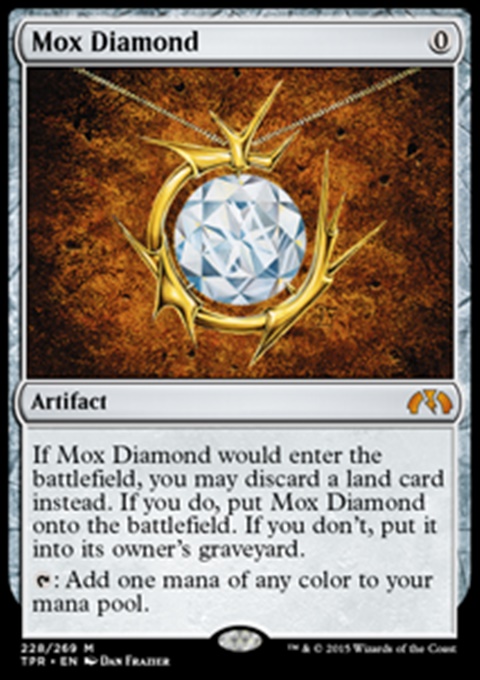 Mox Diamond 0
Artifact
If Mox Diamond would enter the
battlefield, you may discard a land card
instead. If you do, put Mox Diamond
onto the battlefield. If you don't, put it
into its owner's graveyard.
: Add one mana of any color to your
mana pool.
228/269 M
TPR • EN Dan Frazier
™ & © 2015 Wizards of the Coast